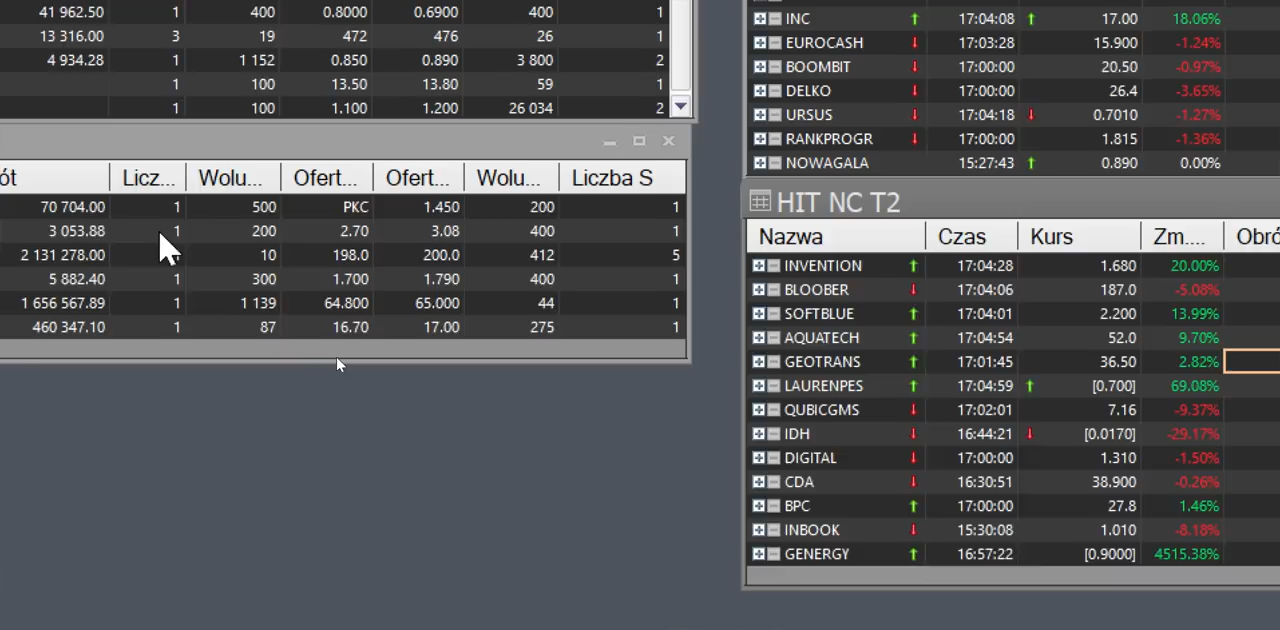 41 962.50 1 400 0.8000 0.6900 400 1
13 316.00 3 19 472 476 26 1
4 934.28 1 1 152 0.850 0.890 3 800 2
1 100 13.50 13.80 59 1
1 100 1.100 1.200 26 034 2
ót Licz... Wolu... Ofert... Ofert... Wolu... Liczba S
70 704.00 1 500 PKC 1.450 200 1
3 053.88 1 200 2.70 3.08 400 1
2 131 278.00 10 198.0 200.0 412 5
5 882.40 1 300 1.700 1.790 400 1
1 656 567.89 1 1 139 64.800 65.000 44 1
460 347.10 1 87 16.70 17.00 275 1
INC 17:04:08 17.00 18.06%
EUROCASH 17:03:28 15.900 -1.24%
BOOMBIT 17:00:00 20.50 -0.97%
DELKO 17:00:00 26.4 -3.65%
URSUS 17:04:18 0.7010 -1.27%
RANKPROGR 17:00:00 1.815 -1.36%
NOWAGALA 15:27:43 0.890 0.00%
HIT NC T2
Nazwa Czas Kurs Zm.... Obró
INVENTION 17:04:28 1.680 20.00%
BLOOBER 17:04:06 187.0 -5.08%
SOFTBLUE 17:04:01 2.200 13.99%
AQUATECH 17:04:54 52.0 9.70%
GEOTRANS 17:01:45 36.50 2.82%
LAURENPES 17:04:59 [0.700] 69.08%
QUBICGMS 17:02:01 7.16 -9.37%
IDH 16:44:21 [0.0170] -29.17%
DIGITAL 17:00:00 1.310 -1.50%
CDA 16:30:51 38.900 -0.26%
BPC 17:00:00 27.8 1.46%
INBOOK 15:30:08 1.010 -8.18%
GENERGY 16:57:22 [0.9000] 4515.38%